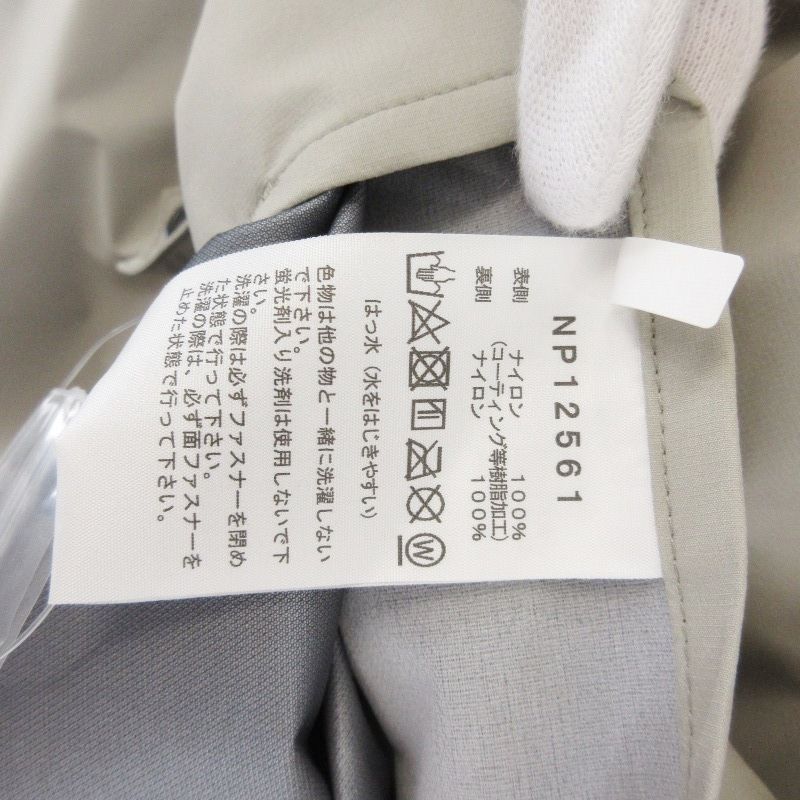 NP12561
表側 ナイロン 100%
(コーティング等樹脂加工)
裏側 ナイロン 100%
W
はっ水 (水をはじきやすい)
色物は他の物と一緒に洗濯しない
で下さい。
蛍光剤入り洗剤は使用しないで下
さい。
洗濯の際は必ずファスナーを閉め
た状態で行って下さい。
洗濯の際は、必ず面ファスナーを
止めた状態で行って下さい。